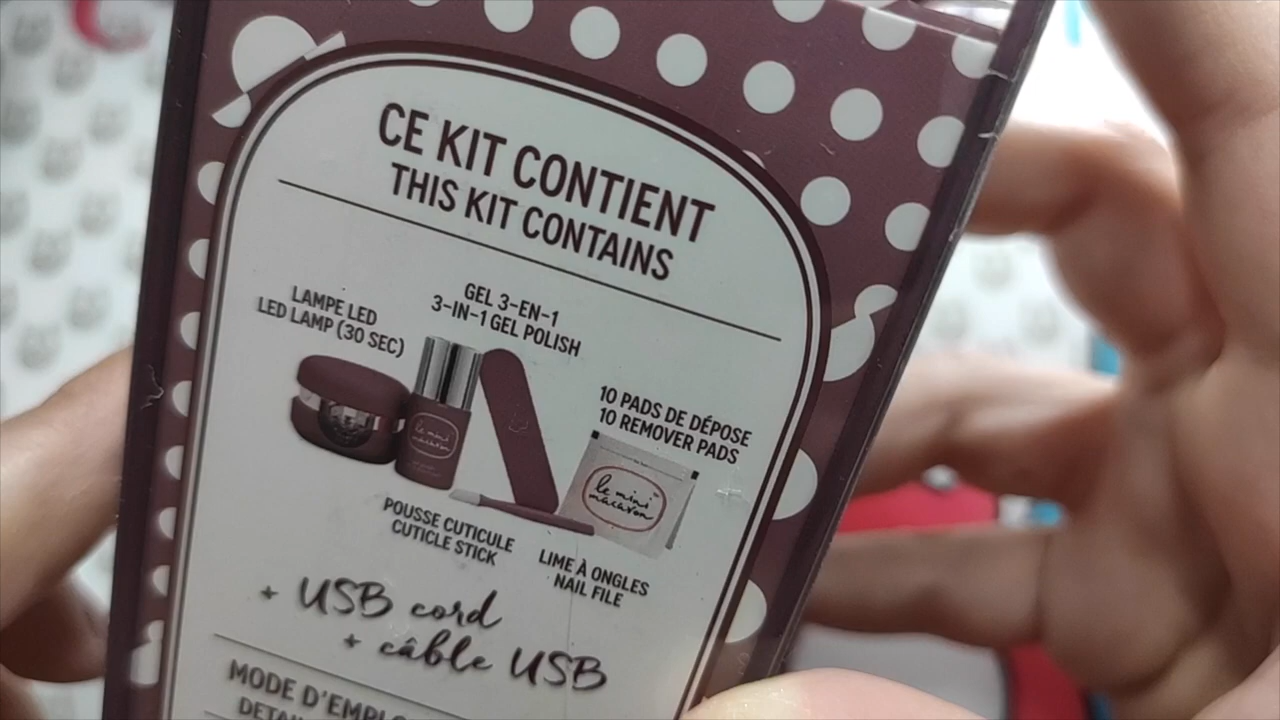 CE KIT CONTIENT
THIS KIT CONTAINS
LAMPE LED
LED LAMP (30 SEC)
GEL 3-EN-1
3-IN-1 GEL POLISH
10 PADS DE DÉPOSE
10 REMOVER PADS
le mini
macaron
le mini
macaron
POUSSE CUTICULE
CUTICLE STICK
LIME À ONGLES
NAIL FILE
+ USB cord
+ câble USB
MODE D'EMPLO
DETAI